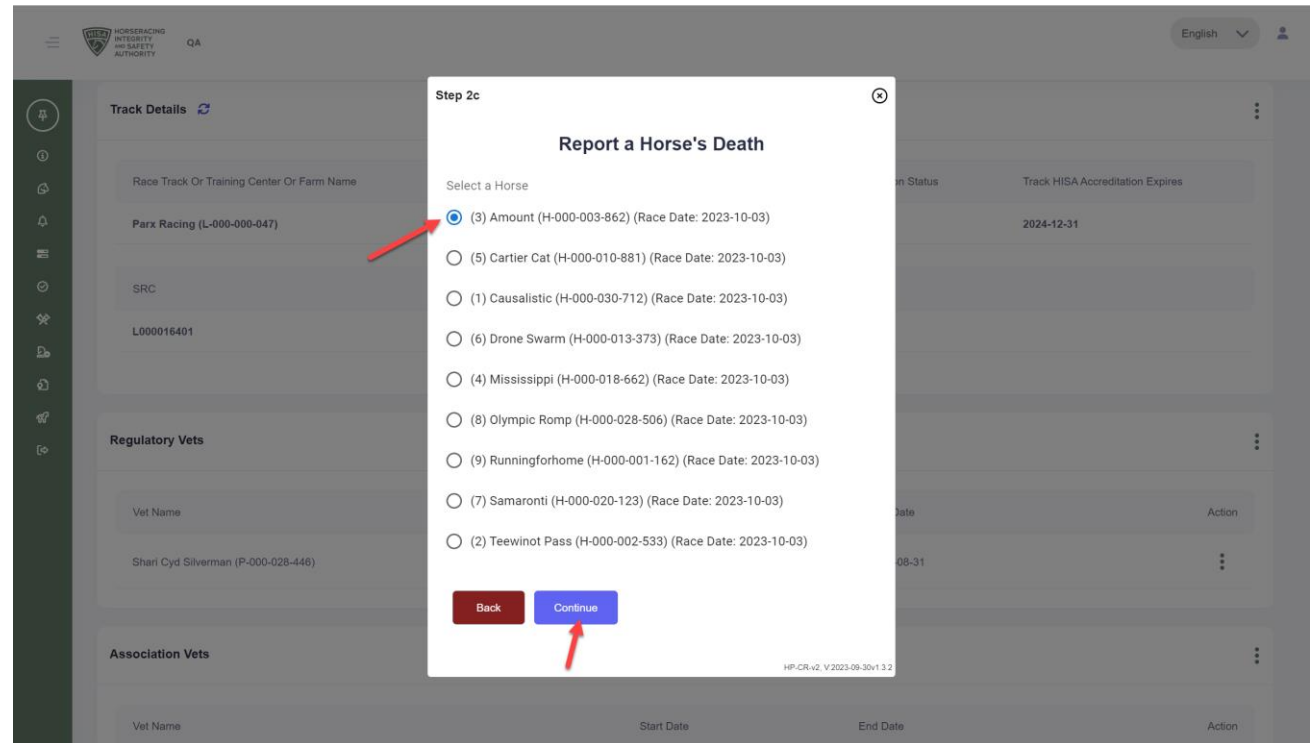 HORSERACING
INTEGRITY
AND SAFETY
AUTHORITY
HISA
QA
English
Step 2c
Track Details
Report a Horse's Death
Race Track Or Training Center Or Farm Name
Select a Horse
on Status
Track HISA Accreditation Expires
Parx Racing (L-000-000-047)
(3) Amount (H-000-003-862) (Race Date: 2023-10-03)
2024-12-31
(5) Cartier Cat (H-000-010-881) (Race Date: 2023-10-03)
SRC
(1) Causalistic (H-000-030-712) (Race Date: 2023-10-03)
L000016401
(6) Drone Swarm (H-000-013-373) (Race Date: 2023-10-03)
(4) Mississippi (H-000-018-662) (Race Date: 2023-10-03)
(8) Olympic Romp (H-000-028-506) (Race Date: 2023-10-03)
Regulatory Vets
(9) Runningforhome (H-000-001-162) (Race Date: 2023-10-03)
(7) Samaronti (H-000-020-123) (Race Date: 2023-10-03)
Vet Name
Date
Action
(2) Teewinot Pass (H-000-002-533) (Race Date: 2023-10-03)
Shari Cyd Silverman (P-000-028-446)
-08-31
Back
Continue
Association Vets
HP-CR-v2, V:2023-09-30v1.3.2
Vet Name
Start Date
End Date
Action